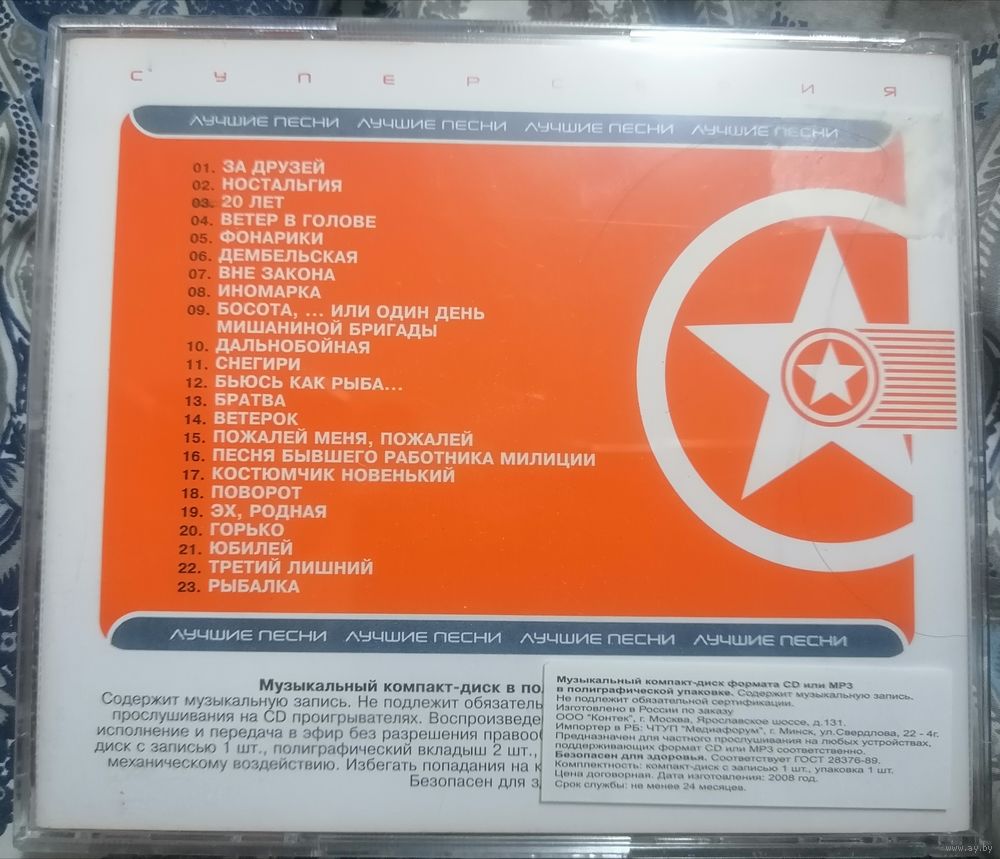 СУПЕРСЕРИЯ
ЛУЧШИЕ ПЕСНИ ЛУЧШИЕ ПЕСНИ ЛУЧШИЕ ПЕСНИ ЛУЧШИЕ ПЕСНИ
01. ЗА ДРУЗЕЙ
02. НОСТАЛЬГИЯ
03. 20 ЛЕТ
04. ВЕТЕР В ГОЛОВЕ
05. ФОНАРИКИ
06. ДЕМБЕЛЬСКАЯ
07. ВНЕ ЗАКОНА
08. ИНОМАРКА
09. БОСОТА, ... ИЛИ ОДИН ДЕНЬ
МИШАНИНОЙ БРИГАДЫ
10. ДАЛЬНОБОЙНАЯ
11. СНЕГИРИ
12. БЬЮСЬ КАК РЫБА...
13. БРАТВА
14. ВЕТЕРОК
15. ПОЖАЛЕЙ МЕНЯ, ПОЖАЛЕЙ
16. ПЕСНЯ БЫВШЕГО РАБОТНИКА МИЛИЦИИ
17. КОСТЮМЧИК НОВЕНЬКИЙ
18. ПОВОРОТ
19. ЭХ, РОДНАЯ
20. ГОРЬКО
21. ЮБИЛЕЙ
22. ТРЕТИЙ ЛИШНИЙ
23. РЫБАЛКА
ЛУЧШИЕ ПЕСНИ ЛУЧШИЕ ПЕСНИ ЛУЧШИЕ ПЕСНИ ЛУЧШИЕ ПЕСНИ
Музыкальный компакт-диск в
Содержит музыкальную запись. Не подлежит
прослушивания на CD проигрывателях.
исполнение и передача в эфир без разрешения
диск с записью 1 шт., полиграфический вкладыш 2 шт.,
механическому воздействию. Избегать попадания на
Безопасен для
Музыкальный компакт-диск формата CD или MP3
в полиграфической упаковке. Содержит музыкальную запись.
Не подлежит обязательной сертификации.
Изготовлено в России по заказу
ООО "Контек", г. Москва, Ярославское шоссе, д.131.
Импортер в РБ: ЧТУП "Медиафорум", г. Минск, ул.Свердлова, 22 - 4г.
Предназначен для частного прослушивания на любых устройствах,
поддерживающих формат CD или MP3 соответственно.
Безопасен для здоровья. Соответствует ГОСТ 28376-89.
Комплектность: компакт-диск с записью 1 шт., упаковка 1 шт.
Цена договорная. Дата изготовления: 2008 год.
Срок службы: не менее 24 месяцев.
www.ay.by